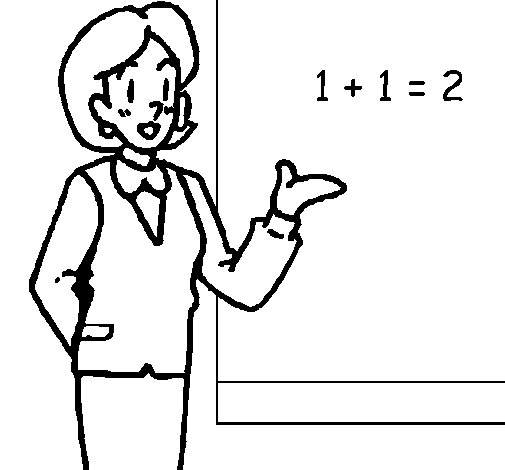 1 + 1 = 2